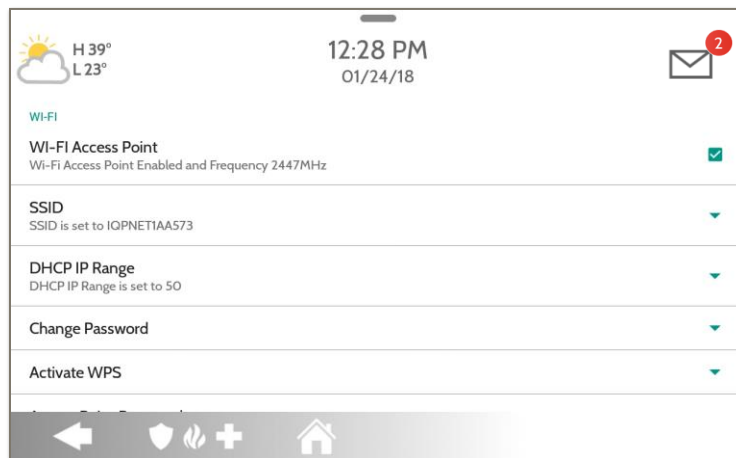 H 39°
L 23°
12:28 PM
01/24/18
2
WI-FI
WI-FI Access Point
Wi-Fi Access Point Enabled and Frequency 2447MHz
SSID
SSID is set to IQPNET1AA573
DHCP IP Range
DHCP IP Range is set to 50
Change Password
Activate WPS